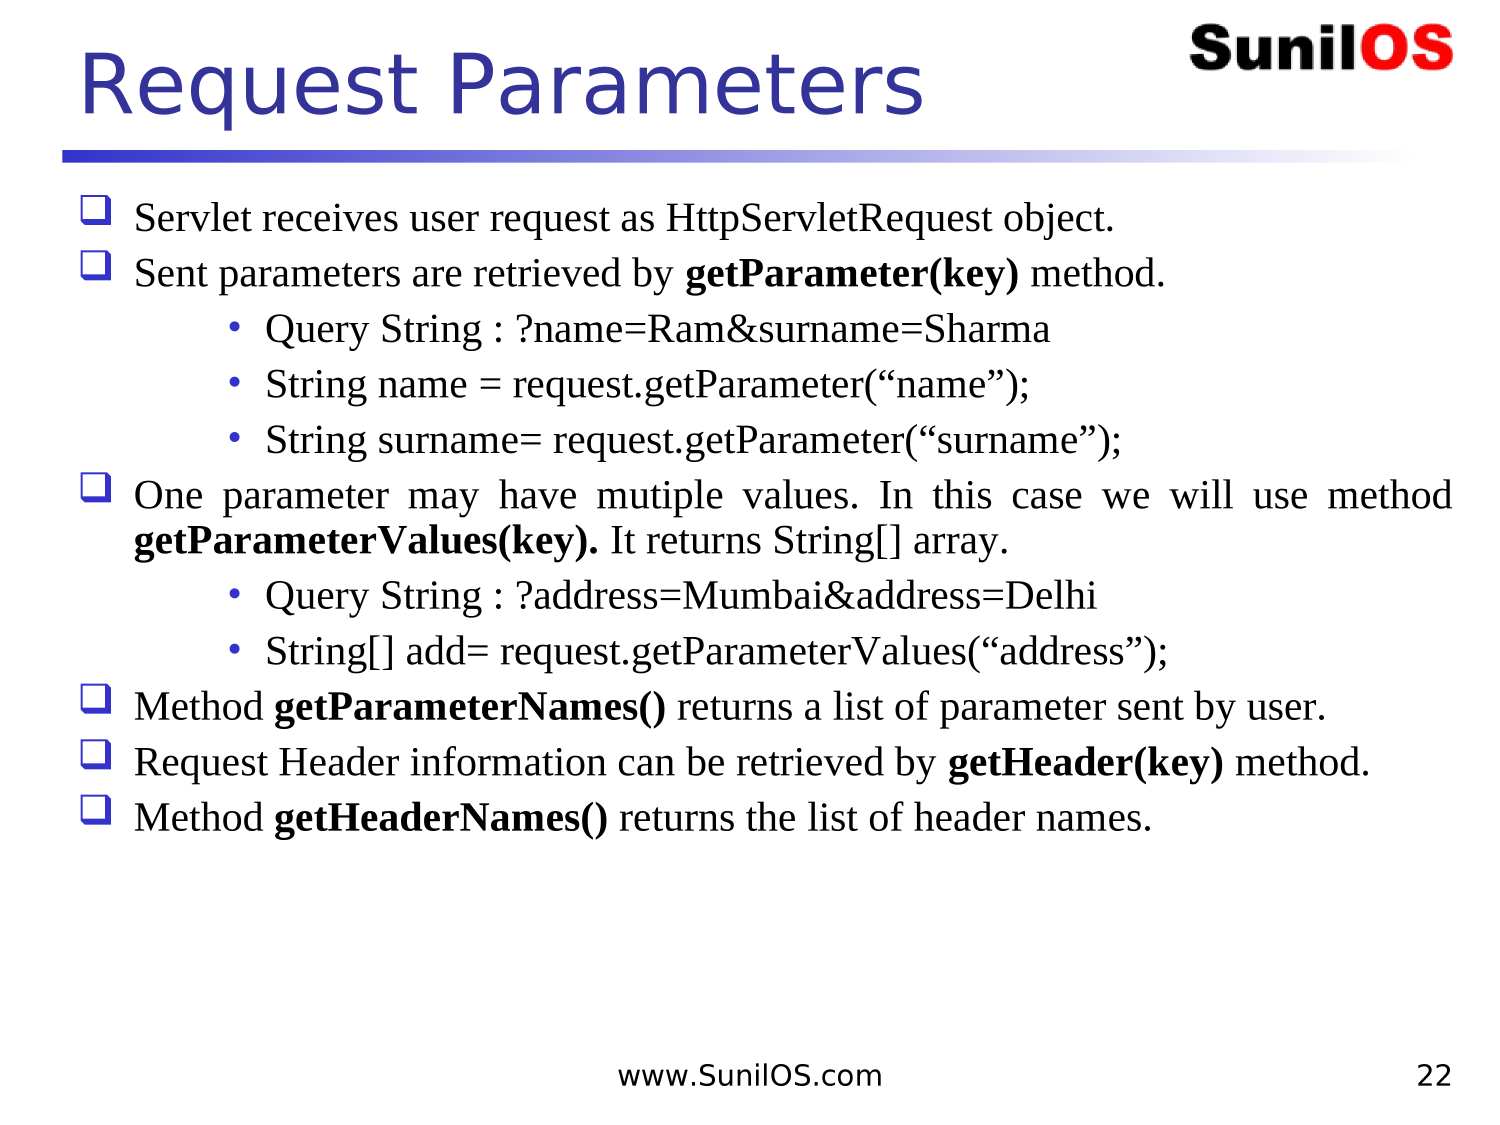 Request Parameters
SunilOS
Servlet receives user request as HttpServletRequest object.
Sent parameters are retrieved by getParameter(key) method.
Query String : ?name=Ram&surname=Sharma
String name = request.getParameter(“name”);
String surname= request.getParameter(“surname”);
One parameter may have mutiple values. In this case we will use method
getParameterValues(key). It returns String[] array.
Query String : ?address=Mumbai&address=Delhi
String[] add= request.getParameterValues(“address”);
Method getParameterNames() returns a list of parameter sent by user.
Request Header information can be retrieved by getHeader(key) method.
Method getHeaderNames() returns the list of header names.
www.SunilOS.com
22